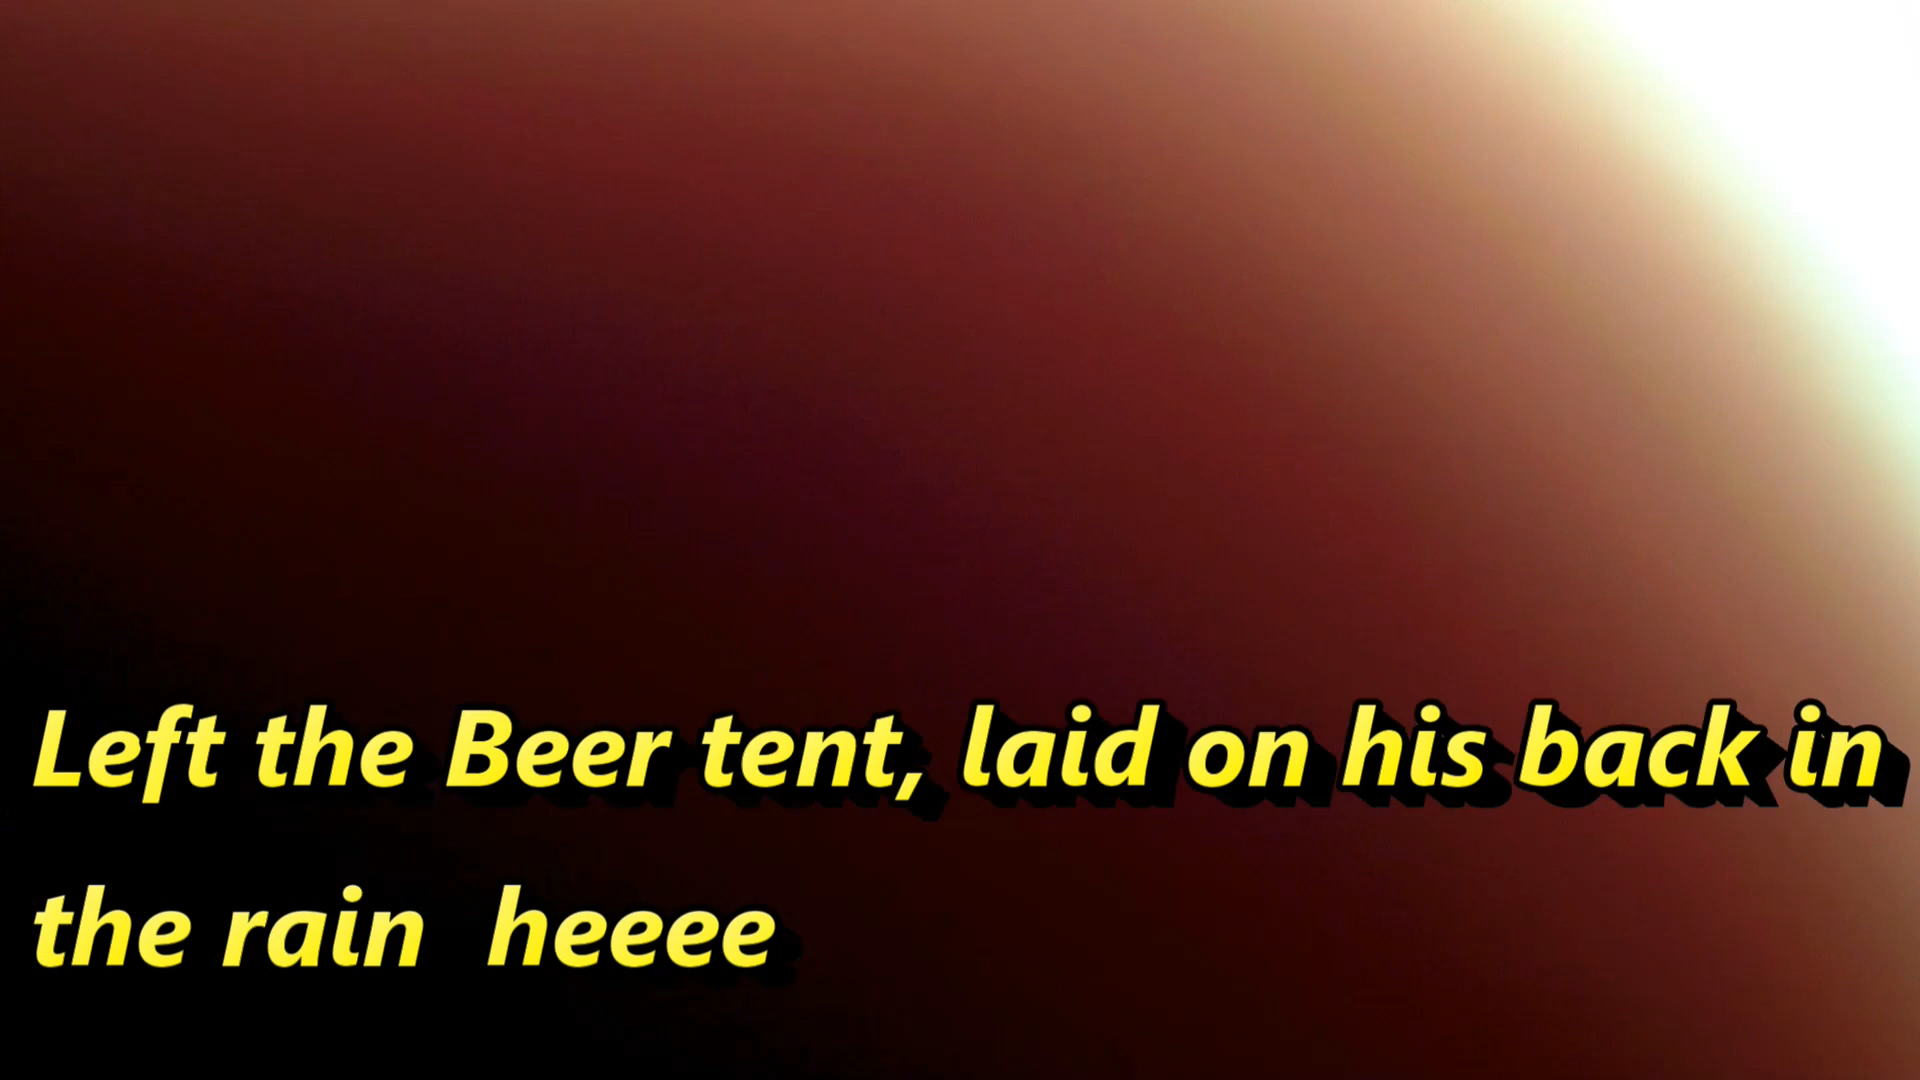 Left the Beer tent, laid on his back in
the rain  heeee